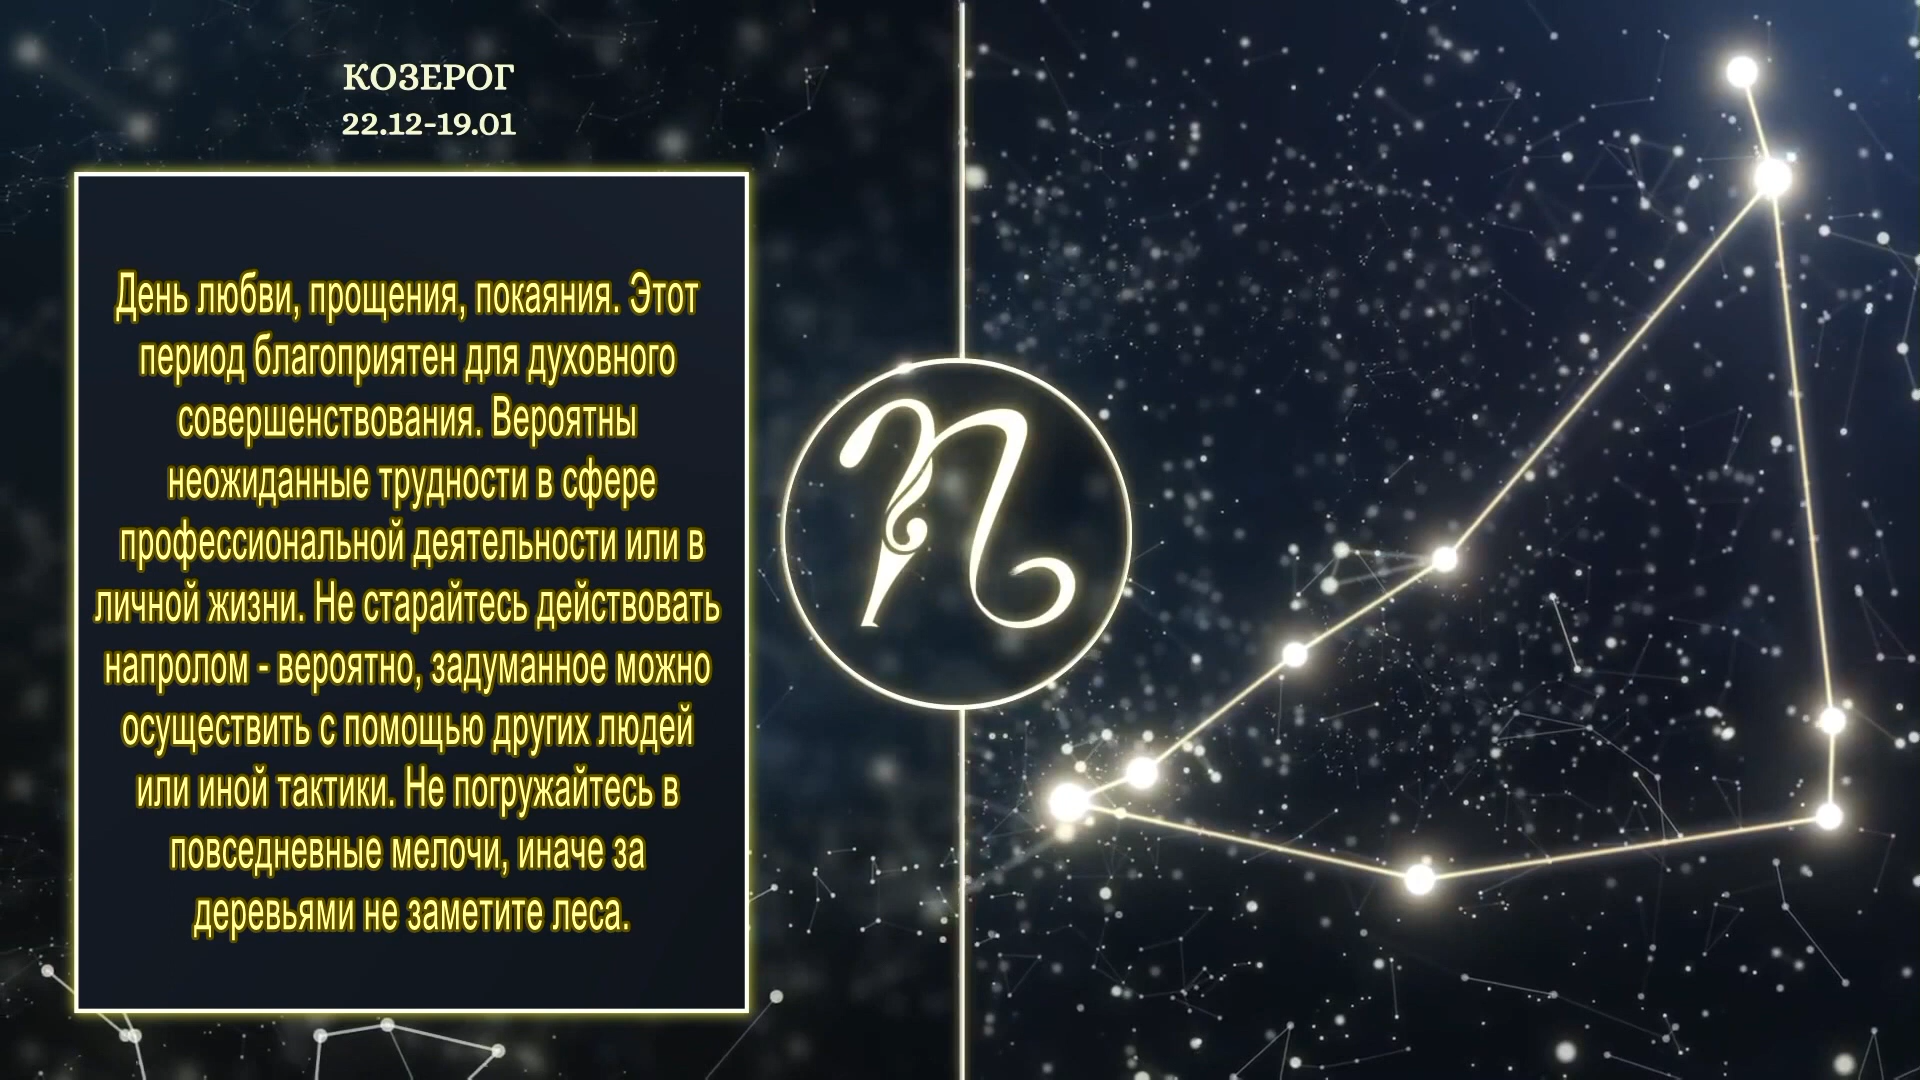 КОЗЕРОГ
22.12-19.01
День любви, прощения, покаяния. Этот
период благоприятен для духовного
совершенствования. Вероятны
неожиданные трудности в сфере
профессиональной деятельности или в
личной жизни. Не старайтесь действовать
напролом - вероятно, задуманное можно
осуществить с помощью других людей
или иной тактики. Не погружайтесь в
повседневные мелочи, иначе за
деревьями не заметите леса.